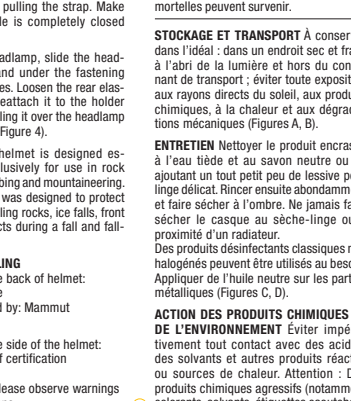 pulling the strap. Make
le is completely closed
adlamp, slide the head-
and under the fastening
es. Loosen the rear elas-
eattach it to the holder
ling it over the headlamp
Figure 4).
helmet is designed es-
lusively for use in rock
bing and mountaineering.
was designed to protect
ling rocks, ice falls, front
cts during a fall and fall-
LING
e back of helmet:
e
d by: Mammut
e side of the helmet:
f certification
lease observe warnings
mortelles peuvent survenir.
STOCKAGE ET TRANSPORT À conser
dans l'idéal : dans un endroit sec et fra
à l'abri de la lumière et hors du con
nant de transport ; éviter toute exposit
aux rayons directs du soleil, aux produ
chimiques, à la chaleur et aux dégrac
tions mécaniques (Figures A, B).
ENTRETIEN Nettoyer le produit encras
à l'eau tiède et au savon neutre ou
ajoutant un tout petit peu de lessive po
linge délicat. Rincer ensuite abondamm
et faire sécher à l'ombre. Ne jamais fa
sécher le casque au sèche-linge ou
proximité d'un radiateur.
Des produits désinfectants classiques n
halogénés peuvent être utilisés au beso
Appliquer de l'huile neutre sur les part
métalliques (Figures C, D).
ACTION DES PRODUITS CHIMIQUES
DE L'ENVIRONNEMENT Éviter impé
tivement tout contact avec des acid
des solvants et autres produits réact
ou sources de chaleur. Attention : D
produits chimiques agressifs (notamme